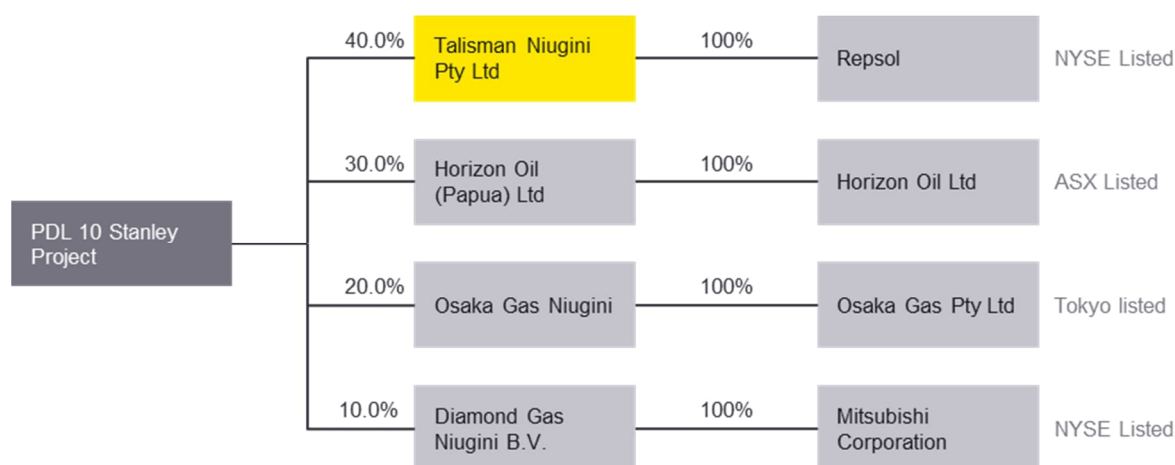 40.0%
Talisman Niugini
Pty Ltd
100%
Repsol
NYSE Listed
30.0%
Horizon Oil
(Papua) Ltd
100%
Horizon Oil Ltd
ASX Listed
PDL 10 Stanley
Project
20.0%
Osaka Gas Niugini
100%
Osaka Gas Pty Ltd
Tokyo listed
10.0%
Diamond Gas
Niugini B.V.
100%
Mitsubishi
Corporation
NYSE Listed